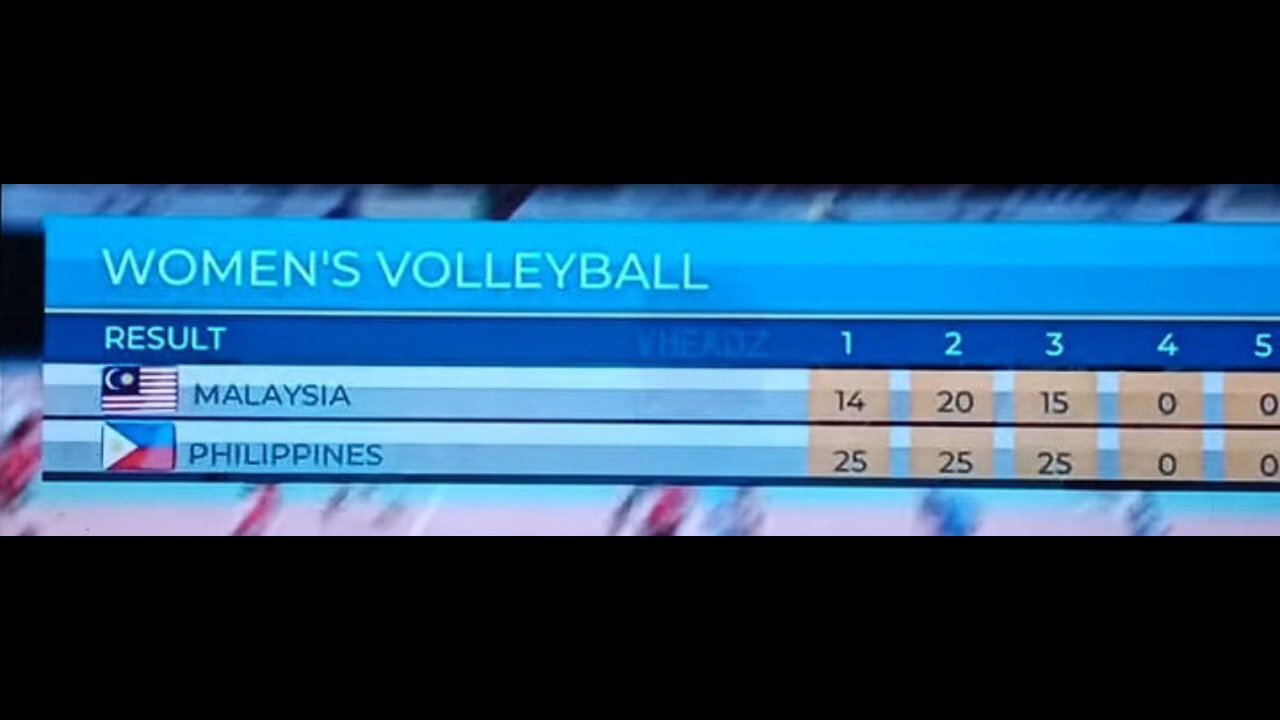 WOMEN'S VOLLEYBALL
RESULT 1 2 3 4 5
MALAYSIA 14 20 15 0 0
PHILIPPINES 25 25 25 0 0
VHEADZ